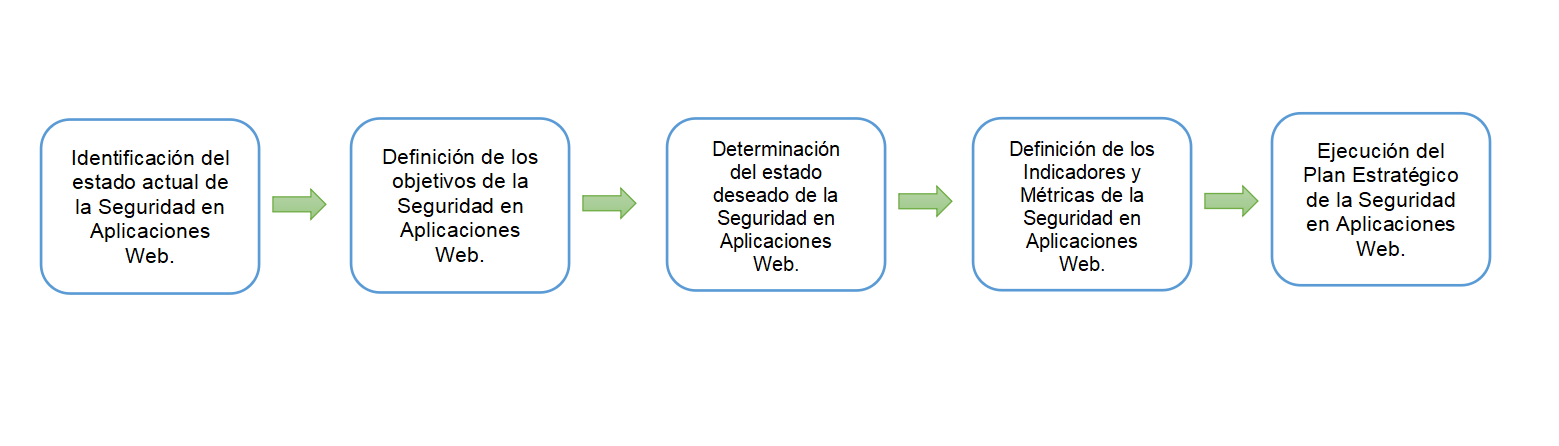 Identificación del
estado actual de
la Seguridad en
Aplicaciones
Web.
Definición de los
objetivos de la
Seguridad en
Aplicaciones
Web.
Determinación
del estado
deseado de la
Seguridad en
Aplicaciones
Web.
Definición de los
Indicadores y
Métricas de la
Seguridad en
Aplicaciones
Web.
Ejecución del
Plan Estratégico
de la Seguridad
en Aplicaciones
Web.